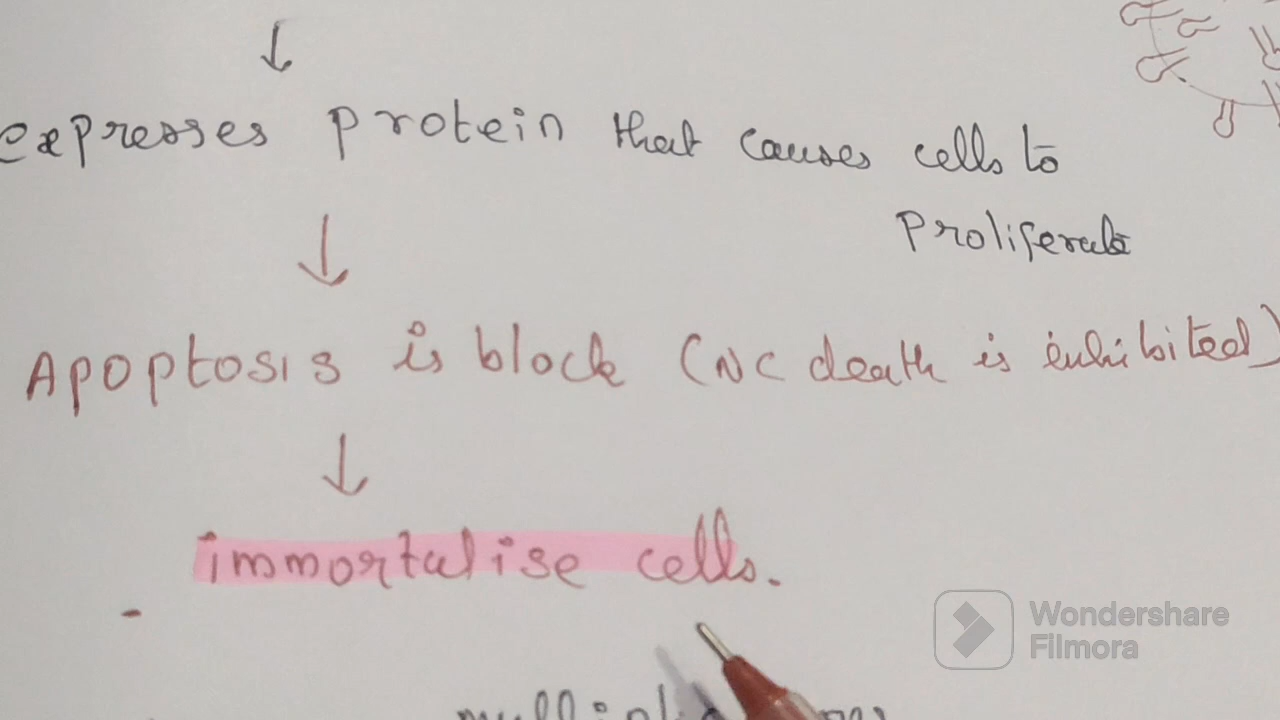 ↓
expresses protein that causes cells to
proliferate
↓
Apoptosis is block (NC death is inhibited)
↓
immortalise cells.
-
Wondershare
Filmora